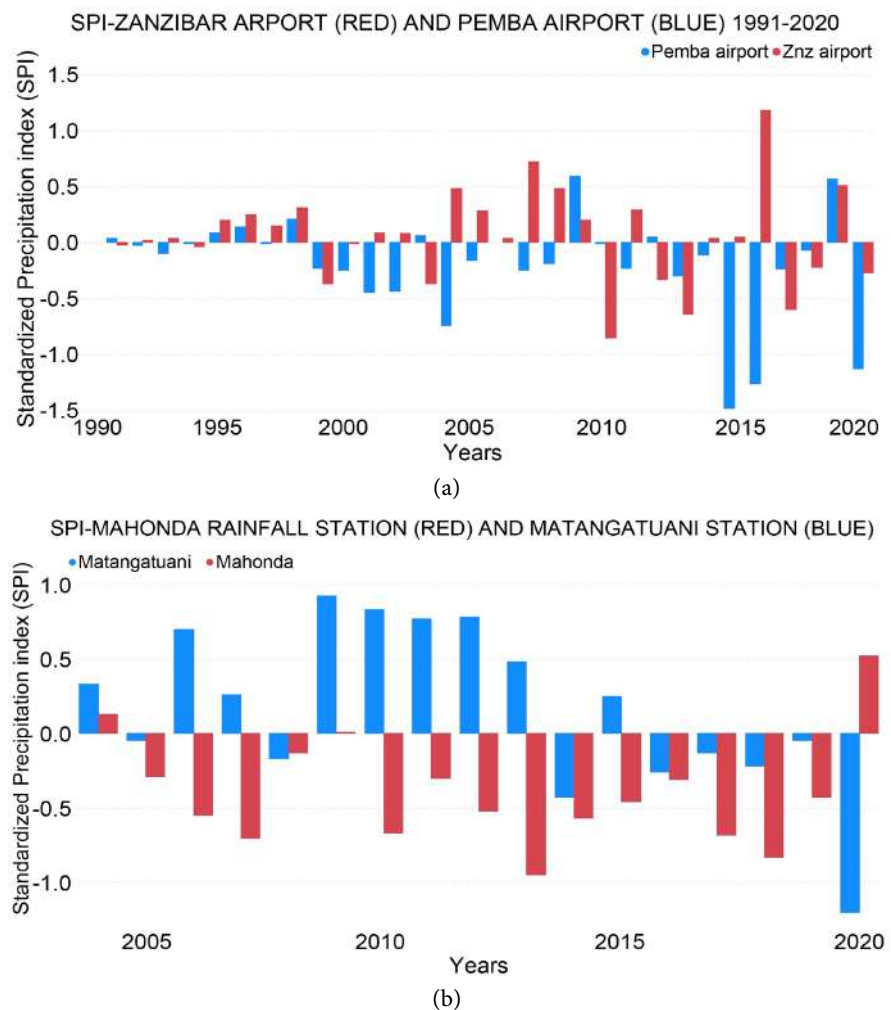 SPI-ZANZIBAR ARPORT (RED) AND PEMBA AIRPORT (BLUE) 1991-2020
Pemba airport Znz airport
Standardized Precipitation index (SPI)
1.5
1.0
0.5
0.0
-0.5
-1.0
-1.5
1990 1995 2000 2005 2010 2015 2020
Years
(a)
SPI-MAHONDA RAINFALL STATION (RED) AND MATANGATUANI STATION (BLUE)
Matangatuani Mahonda
Standardized Precipitation index (SPI)
1.0
0.5
0.0
-0.5
-1.0
2005 2010 2015 2020
Years
(b)